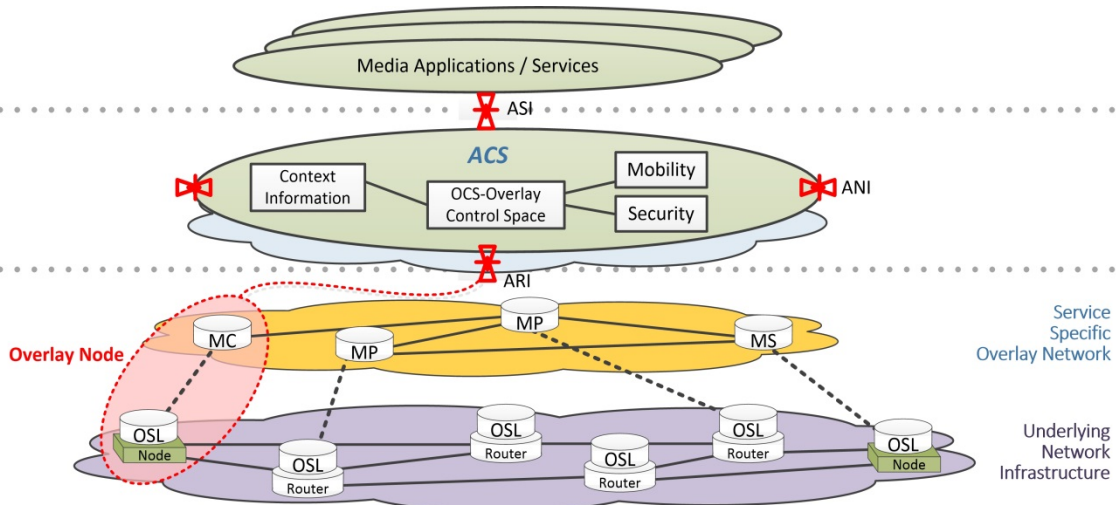 Media Applications / Services
ASI
ACS
Context
Information
OCS-Overlay
Control Space
Mobility
Security
ANI
ARI
Overlay Node
MC
MP
MP
MS
Service
Specific
Overlay Network
OSL
Node
OSL
Router
OSL
Router
OSL
Router
OSL
Router
OSL
Node
Underlying
Network
Infrastructure